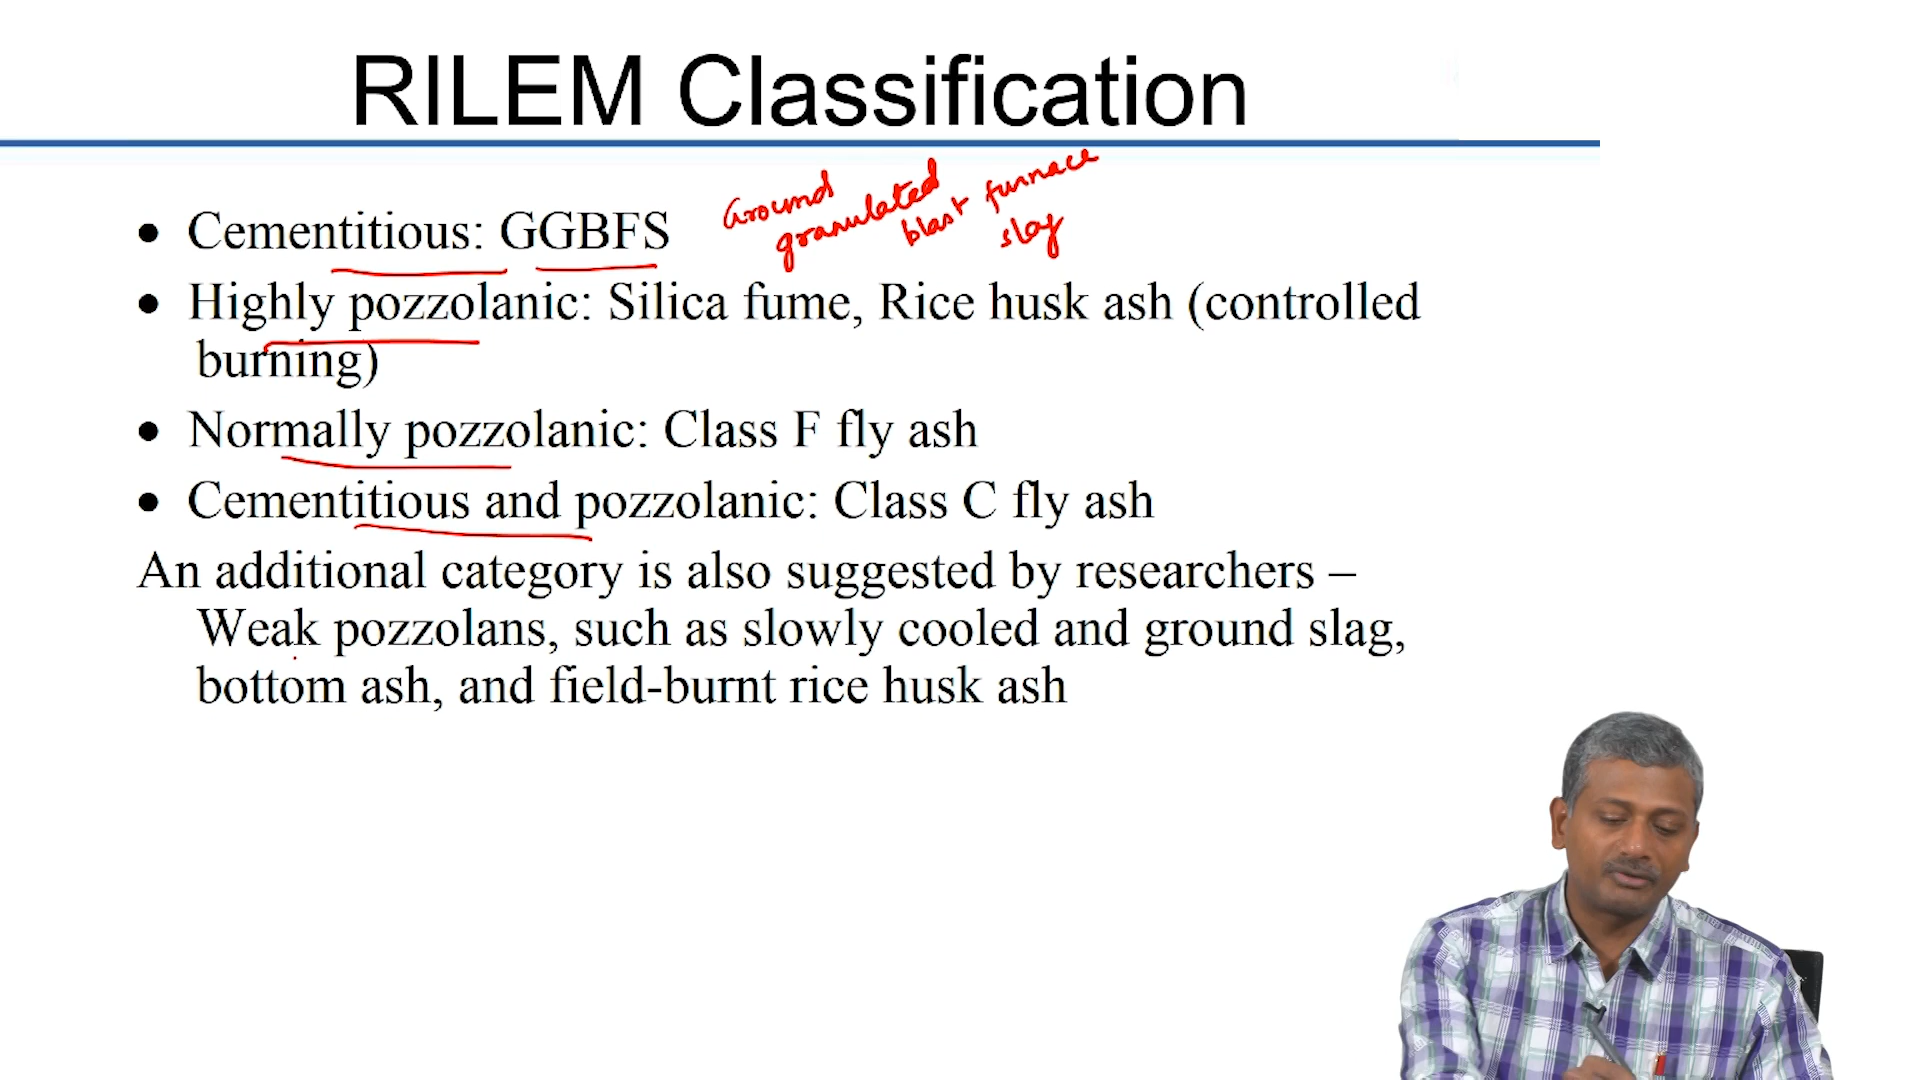 RILEM Classification
Ground granulated blast furnace slag
• Cementitious: GGBFS
• Highly pozzolanic: Silica fume, Rice husk ash (controlled
burning)
• Normally pozzolanic: Class F fly ash
• Cementitious and pozzolanic: Class C fly ash
An additional category is also suggested by researchers –
Weak pozzolans, such as slowly cooled and ground slag,
bottom ash, and field-burnt rice husk ash